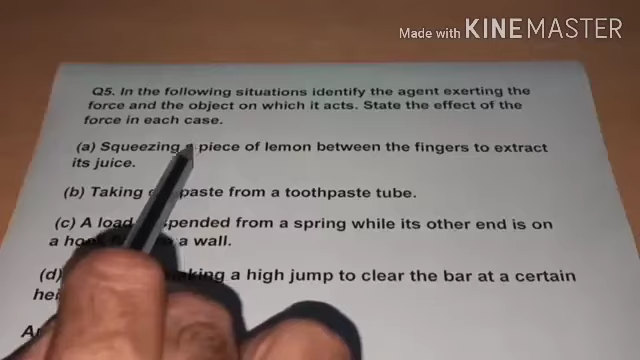 Made with KINEMASTER
Q5. In the following situations identify the agent exerting the
force and the object on which it acts. State the effect of the
force in each case.
(a) Squeezing a piece of lemon between the fingers to extract
its juice.
(b) Taking paste from a toothpaste tube.
(c) A load suspended from a spring while its other end is on
a wall.
(d) a high jump to clear the bar at a certain